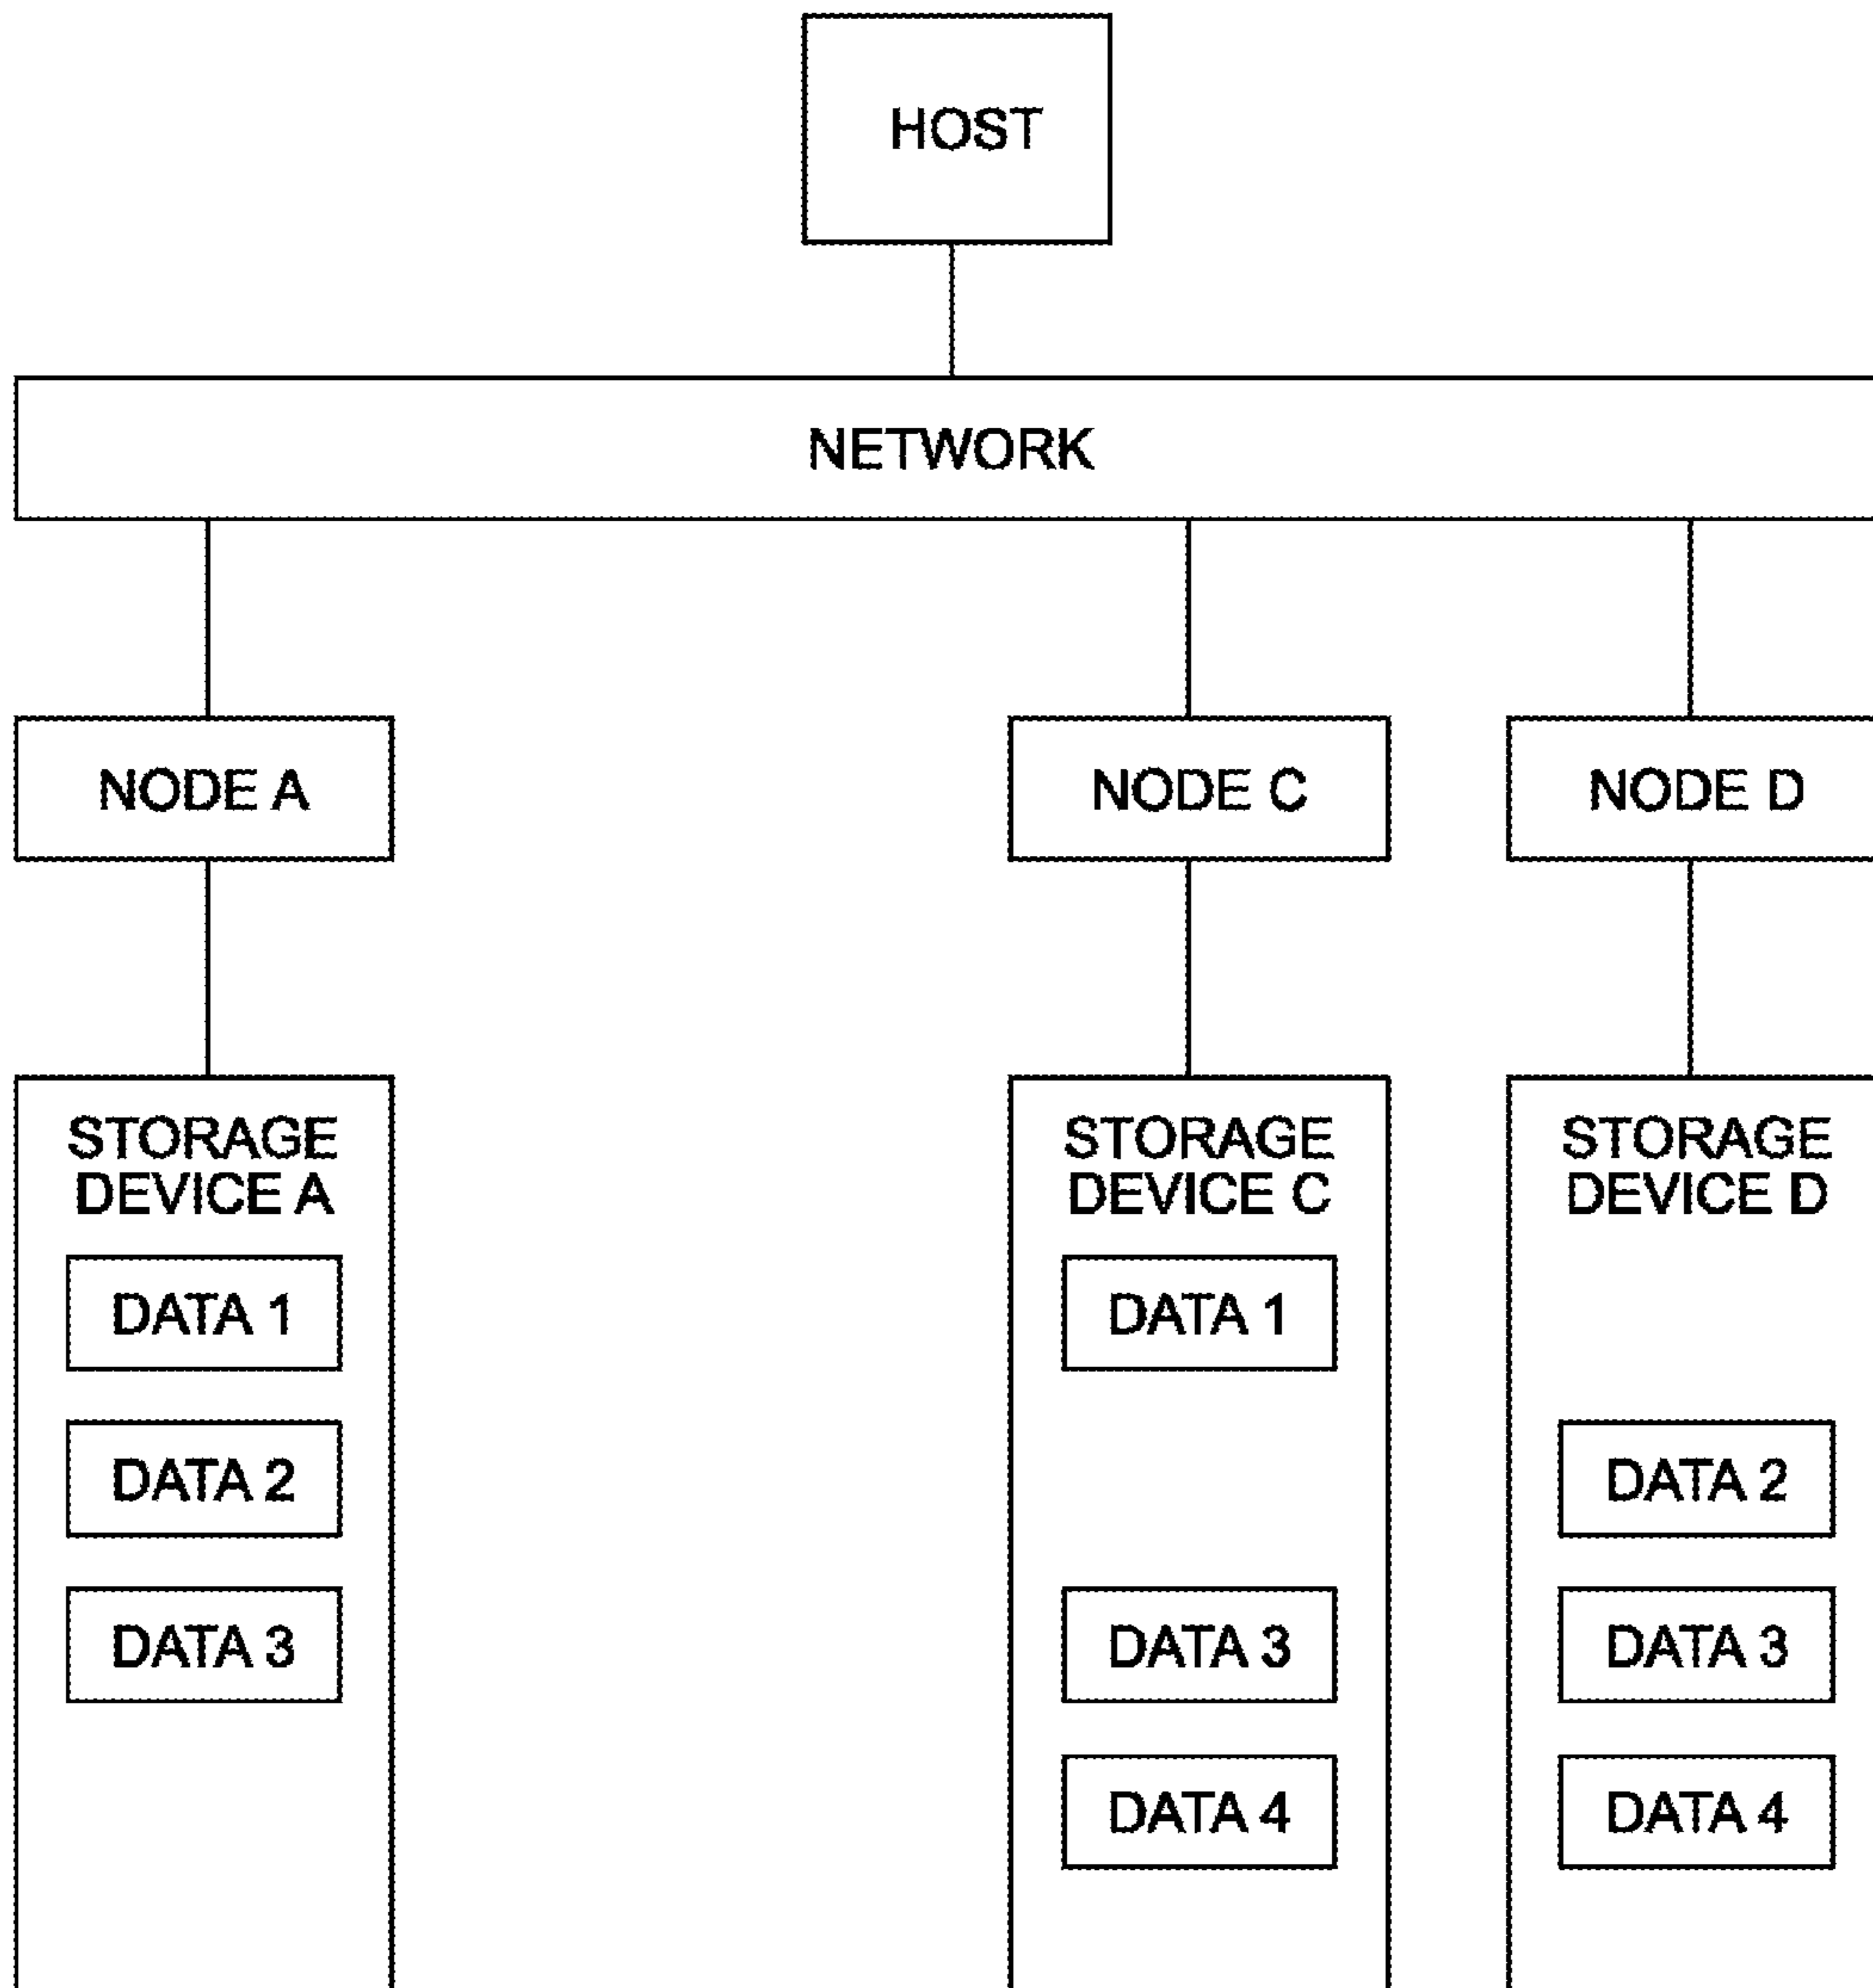 HOST
NETWORK
NODE A
NODE C
NODE D
STORAGE
DEVICE A
DATA 1
DATA 2
DATA 3
STORAGE
DEVICE C
DATA 1
DATA 3
DATA 4
STORAGE
DEVICE D
DATA 2
DATA 3
DATA 4